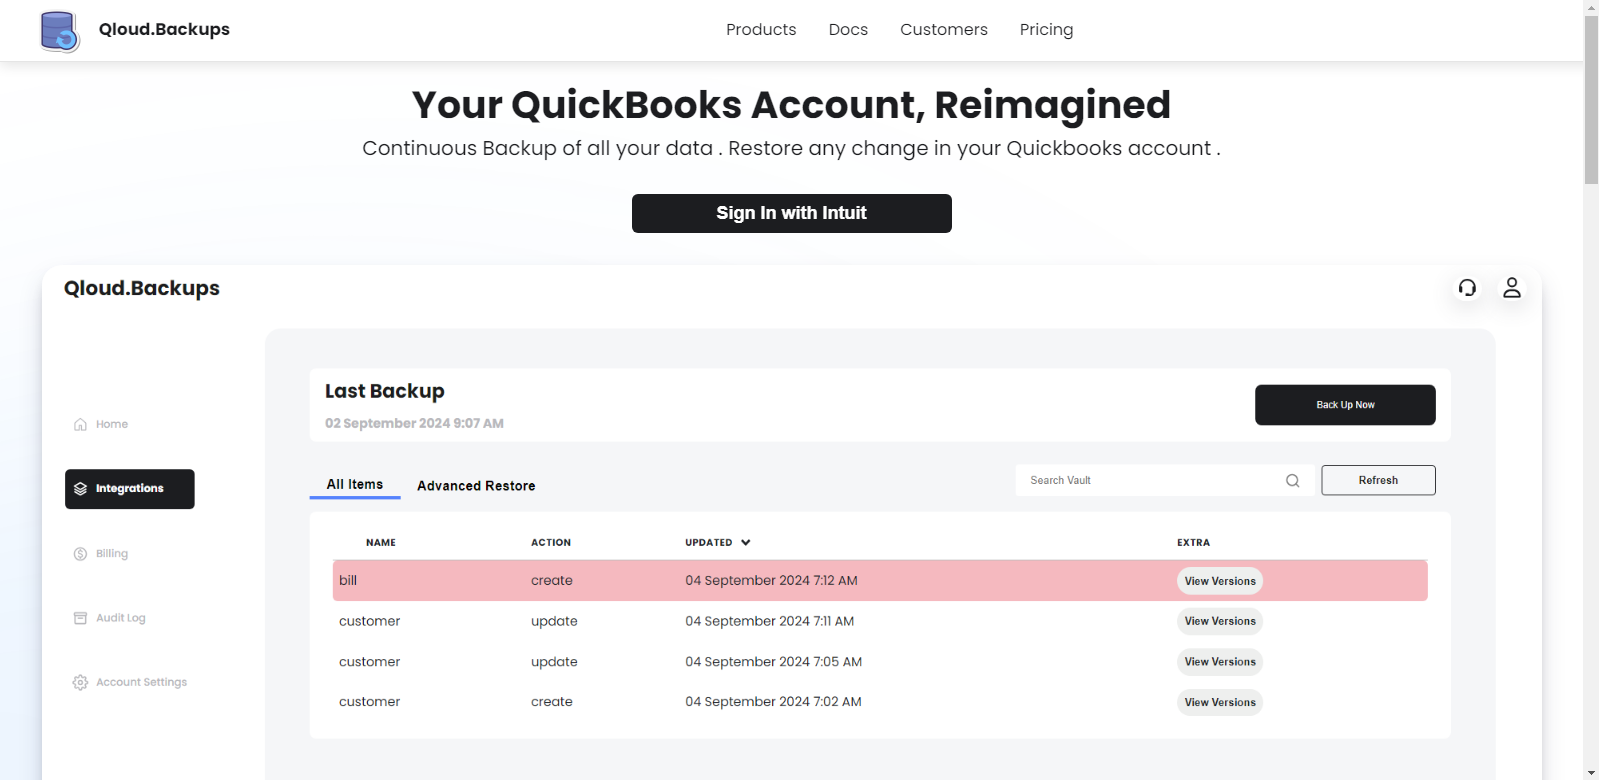 Qloud.Backups
Products Docs Customers Pricing
Your QuickBooks Account, Reimagined
Continuous Backup of all your data . Restore any change in your Quickbooks account .
Sign In with Intuit
Qloud.Backups
Last Backup
02 September 2024 9:07 AM
Back Up Now
Home
Integrations
Billing
Audit Log
Account Settings
All Items Advanced Restore
Search Vault
Refresh
NAME ACTION UPDATED EXTRA
bill create 04 September 2024 7:12 AM View Versions
customer update 04 September 2024 7:11 AM View Versions
customer update 04 September 2024 7:05 AM View Versions
customer create 04 September 2024 7:02 AM View Versions